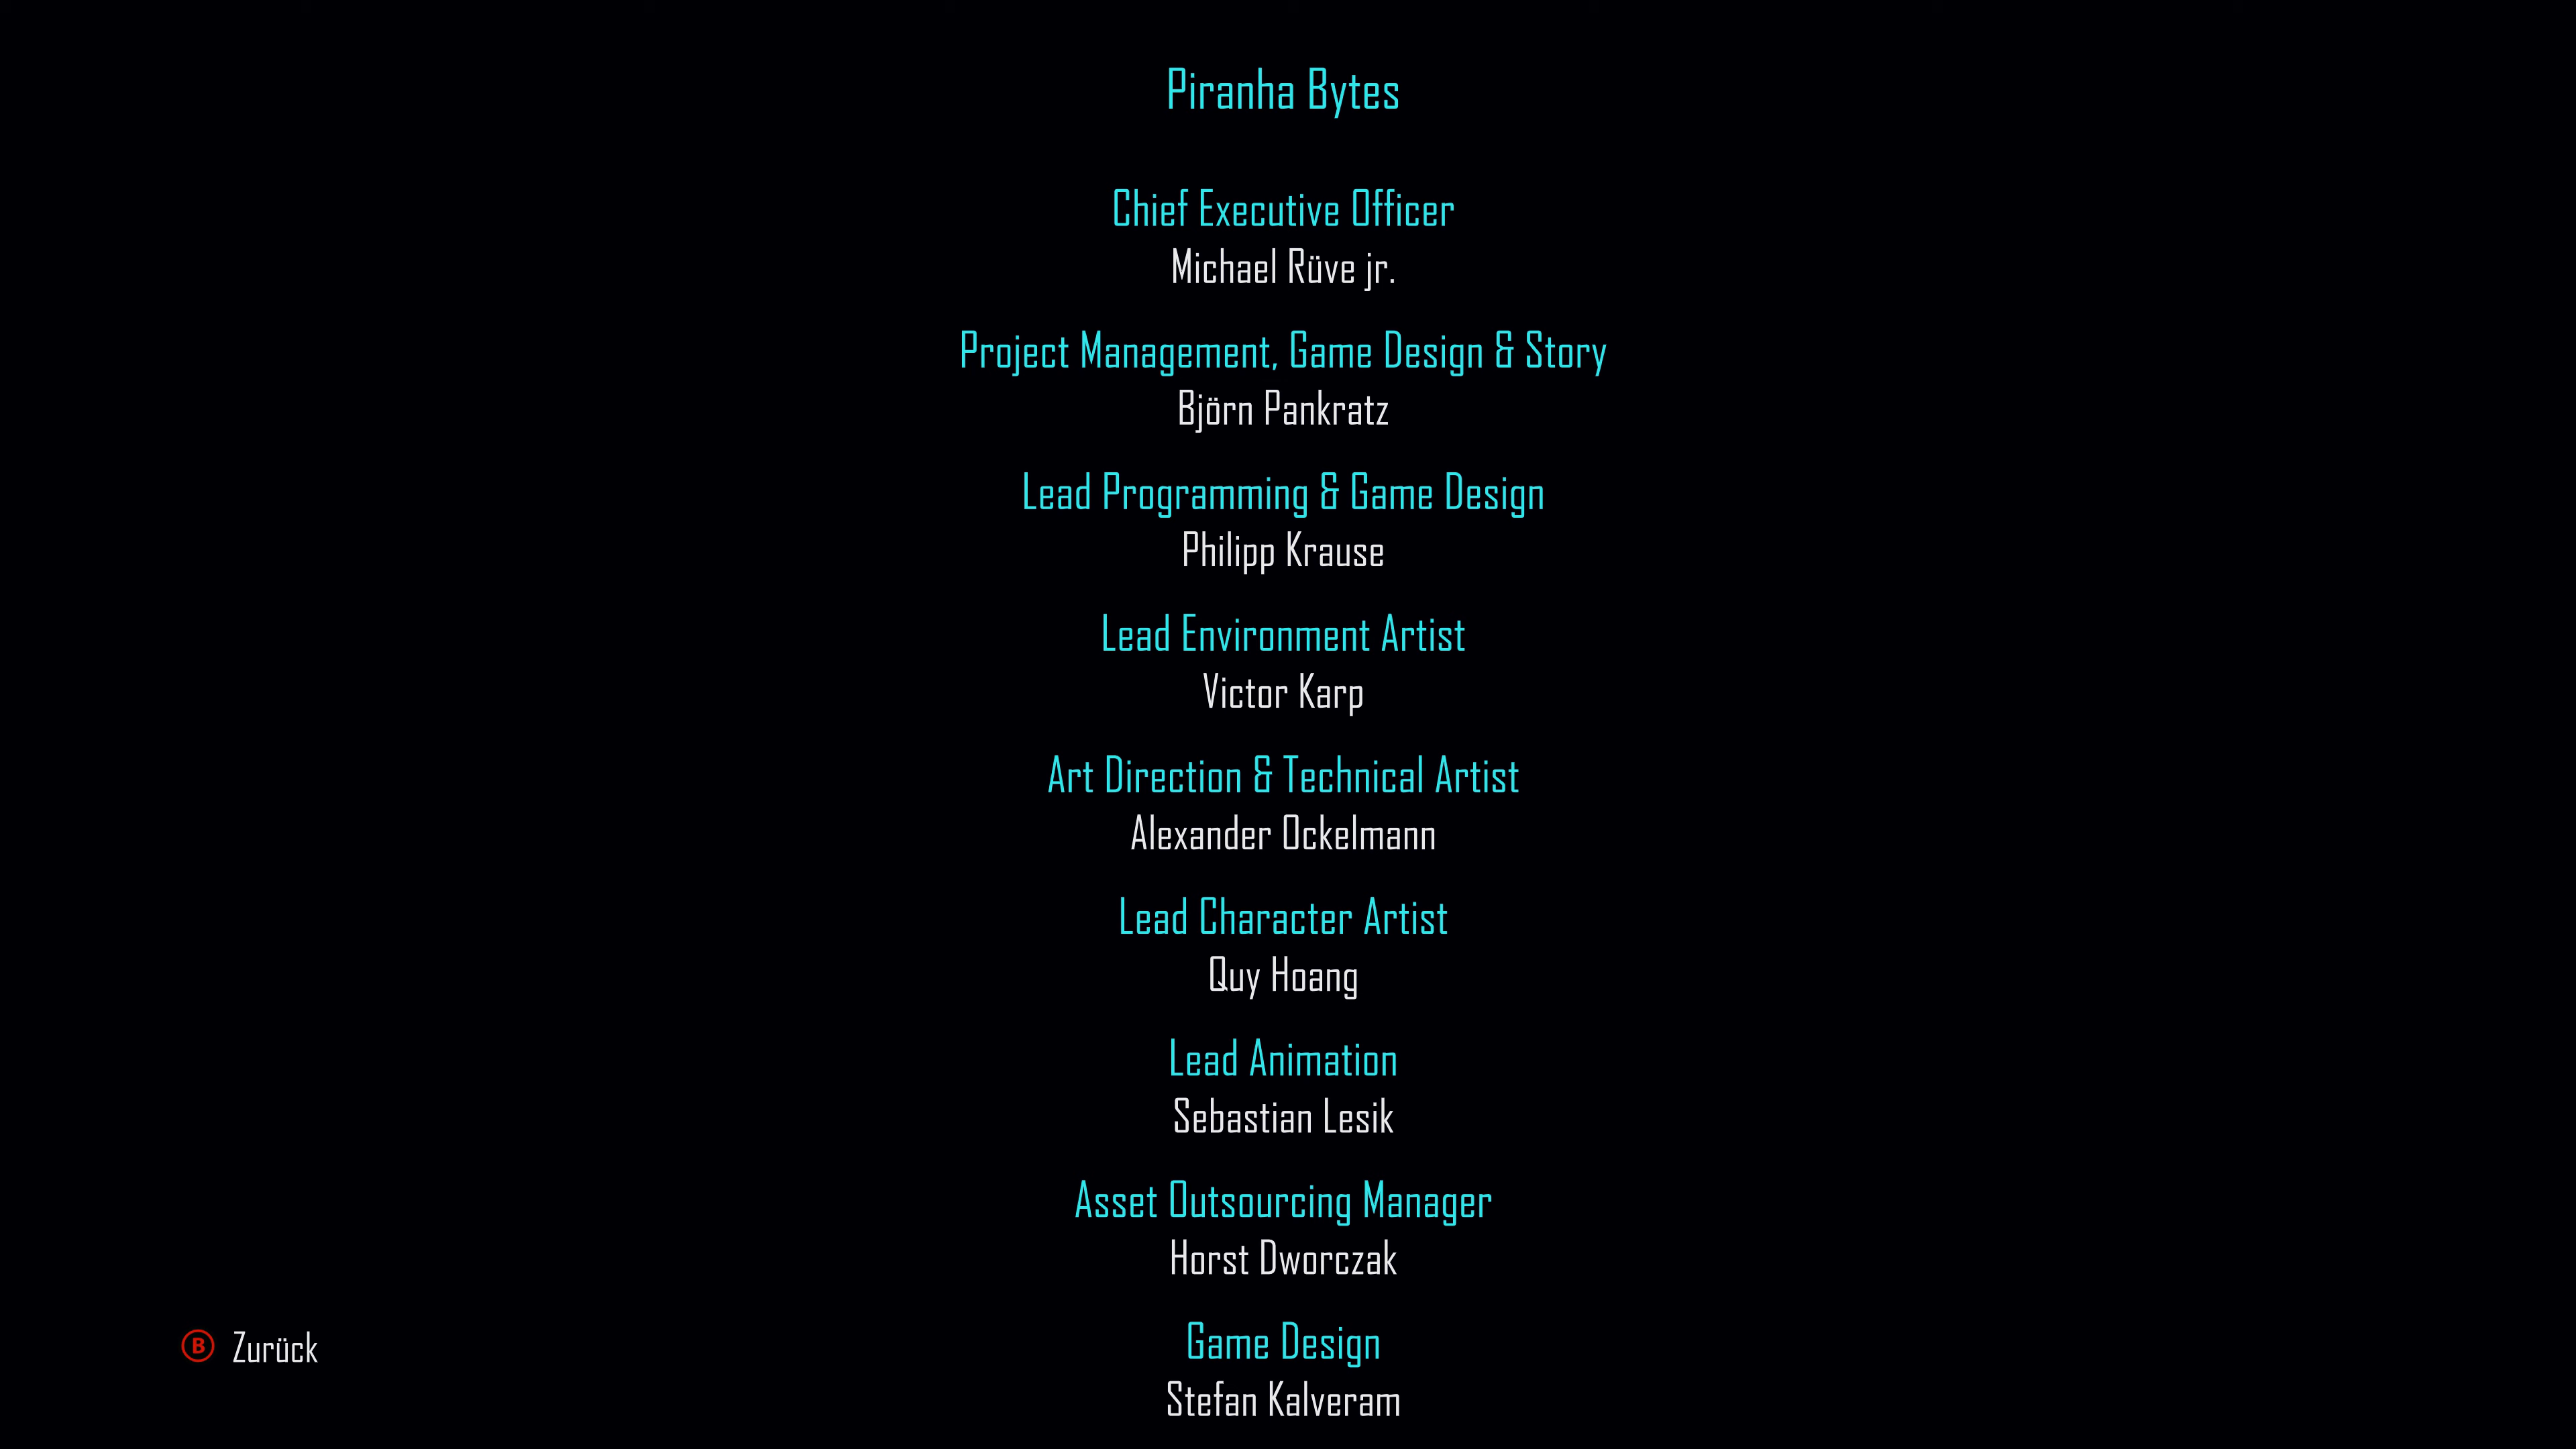 Piranha Bytes
Chief Executive Officer
Michael Rüve jr.
Project Management, Game Design & Story
Björn Pankratz
Lead Programming & Game Design
Philipp Krause
Lead Environment Artist
Victor Karp
Art Direction & Technical Artist
Alexander Ockelmann
Lead Character Artist
Quy Hoang
Lead Animation
Sebastian Lesik
Asset Outsourcing Manager
Horst Dworczak
Game Design
Stefan Kalveram
B Zurück